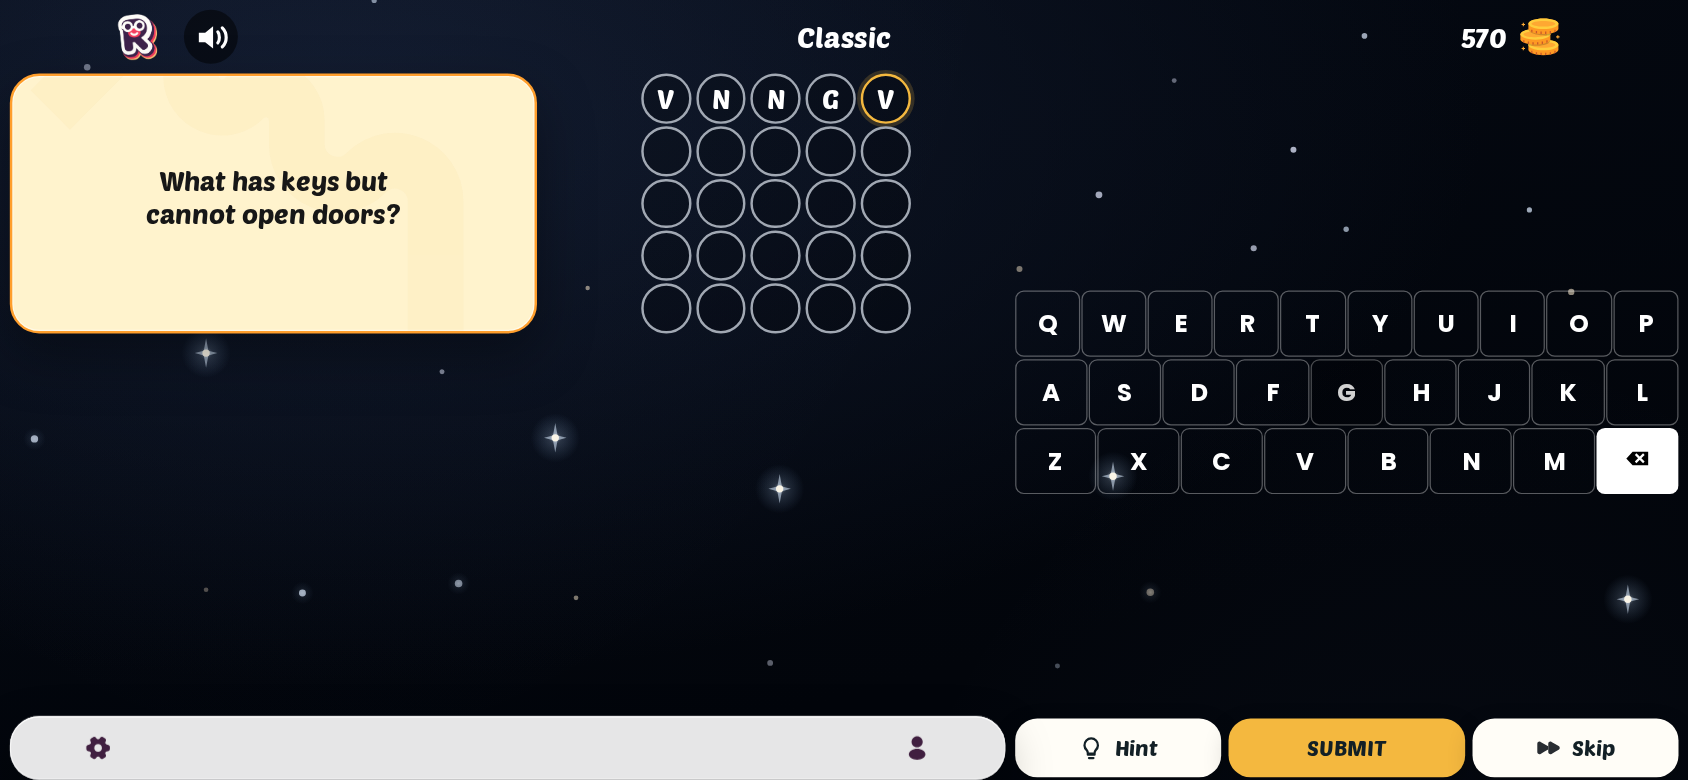 Classic
570
What has keys but
cannot open doors?
V N N G V
Q W E R T Y U I O P
A S D F G H J K L
Z X C V B N M
Hint
SUBMIT
Skip